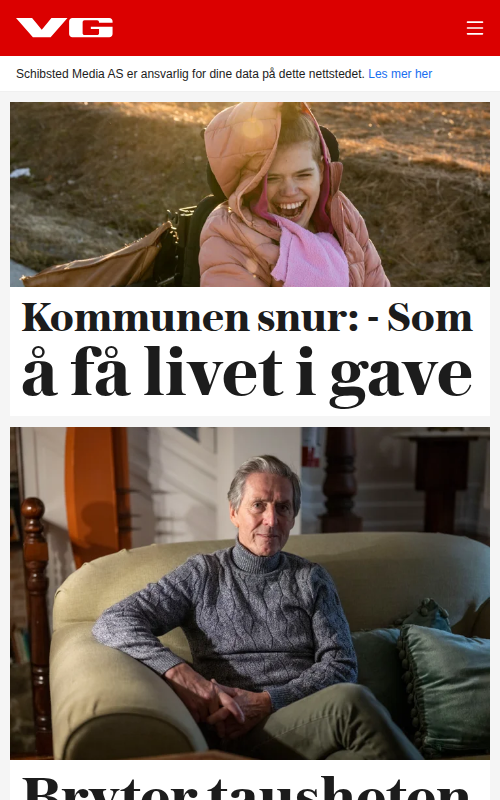 VG
Schibsted Media AS er ansvarlig for dine data på dette nettstedet. Les mer her
Kommunen snur: - Som
å få livet i gave
Bryter tausheten